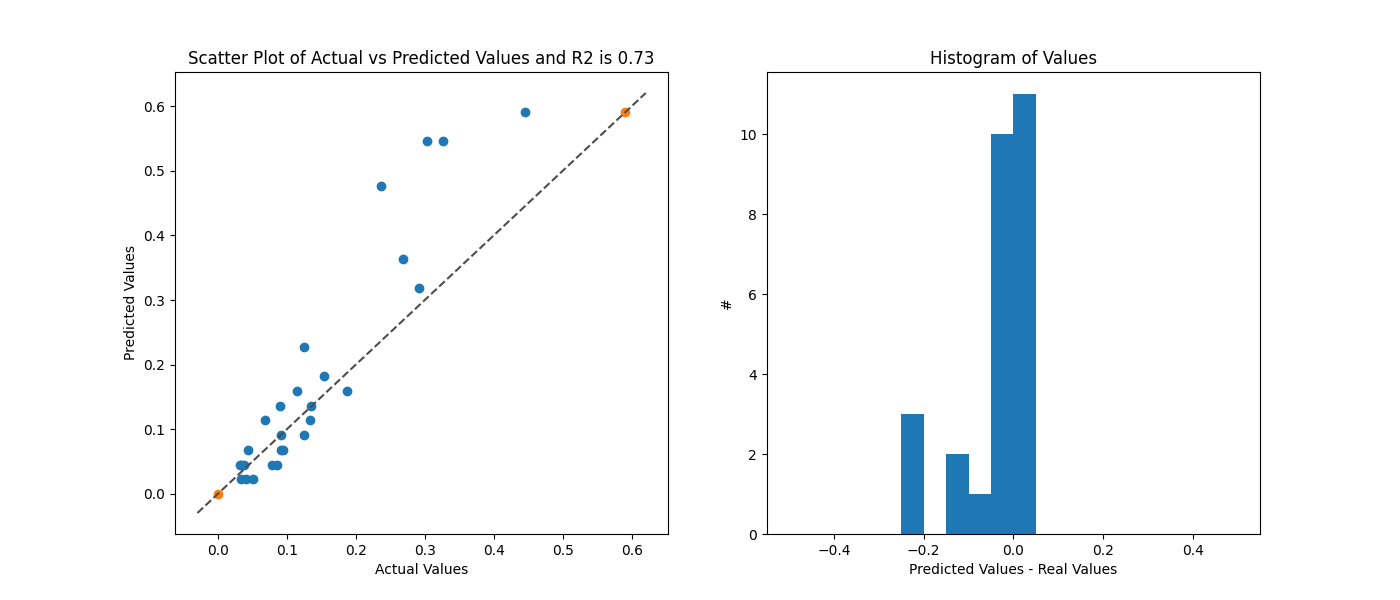 Scatter Plot of Actual vs Predicted Values and R2 is 0.73
0.6
0.5
0.4
0.3
0.2
0.1
0.0
Predicted Values
0.0 0.1 0.2 0.3 0.4 0.5 0.6
Actual Values
Histogram of Values
10
8
6
4
2
0
#
−0.4 −0.2 0.0 0.2 0.4
Predicted Values - Real Values